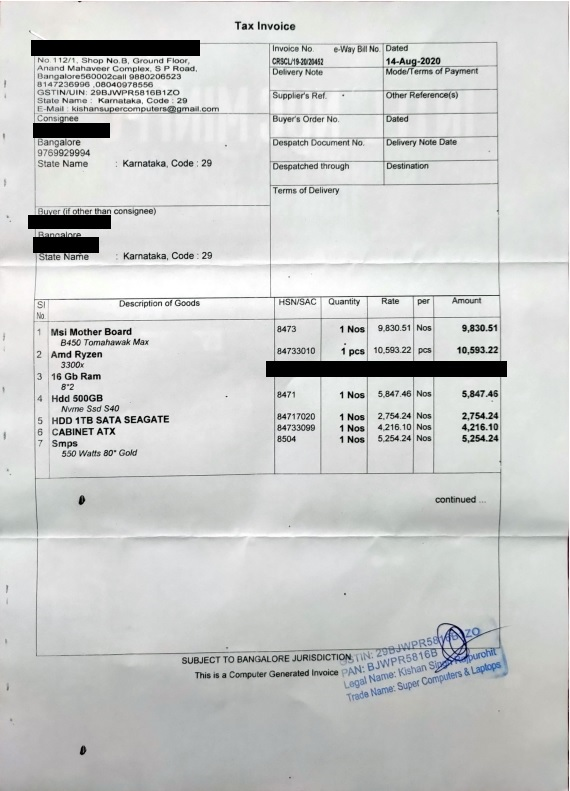 Tax Invoice
No 112/1, Shop No.B, Ground Floor,
Anand Mahaveer Complex, S P Road,
Bangalore560002call 9880206523
8147236996 ,08040978556
GSTIN/UIN: 29BJWPR5816B1ZO
State Name : Karnataka, Code : 29
E-Mail : kishansupercomputers@gmail.com
Invoice No. e-Way Bill No. Dated
CRSCL/19-20/20452 14-Aug-2020
Delivery Note Mode/Terms of Payment
Supplier's Ref. Other Reference(s)
Consignee
Bangalore
9769929994
State Name : Karnataka, Code : 29
Buyer's Order No. Dated
Despatch Document No. Delivery Note Date
Despatched through Destination
Terms of Delivery
Buyer (if other than consignee)
Bangalore
State Name : Karnataka, Code : 29
Sl No. Description of Goods HSN/SAC Quantity Rate per Amount
1 Msi Mother Board 8473 1 Nos 9,830.51 Nos 9,830.51
B450 Tomahawak Max
2 Amd Ryzen 84733010 1 pcs 10,593.22 pcs 10,593.22
3300x
3 16 Gb Ram
8*2
4 Hdd 500GB 8471 1 Nos 5,847.46 Nos 5,847.46
Nvme Ssd S40
5 HDD 1TB SATA SEAGATE 84717020 1 Nos 2,754.24 Nos 2,754.24
6 CABINET ATX 84733099 1 Nos 4,216.10 Nos 4,216.10
7 Smps 8504 1 Nos 5,254.24 Nos 5,254.24
550 Watts 80* Gold
continued ...
SUBJECT TO BANGALORE JURISDICTION
This is a Computer Generated Invoice
GSTIN: 29BJWPR5816B1ZO
PAN: BJWPR5816B
Legal Name: Kishan Singh Rajpurohit
Trade Name: Super Computers & Laptops